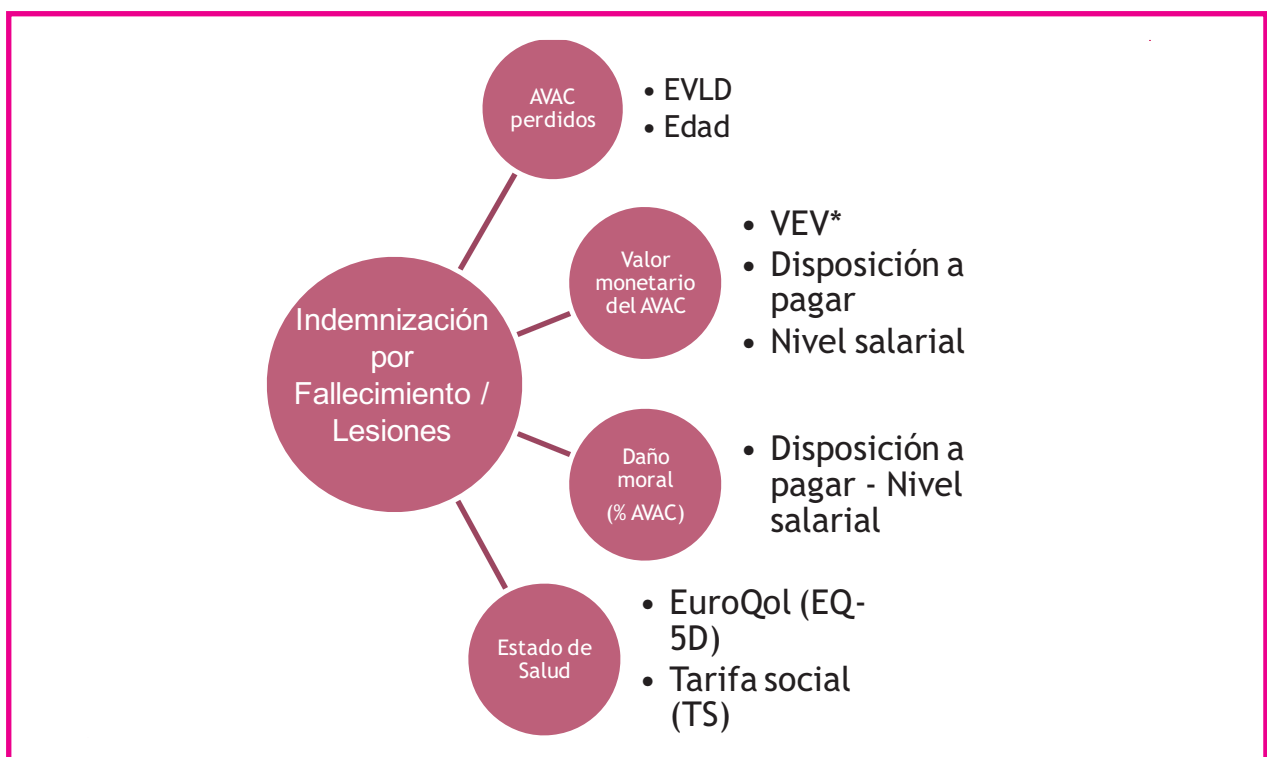 AVAC
perdidos
• EVLD
• Edad
Valor
monetario
del AVAC
• VEV*
• Disposición a
pagar
• Nivel salarial
Indemnización
por
Fallecimiento /
Lesiones
Daño
moral
(% AVAC)
• Disposición a
pagar - Nivel
salarial
Estado de
Salud
• EuroQol (EQ-
5D)
• Tarifa social
(TS)